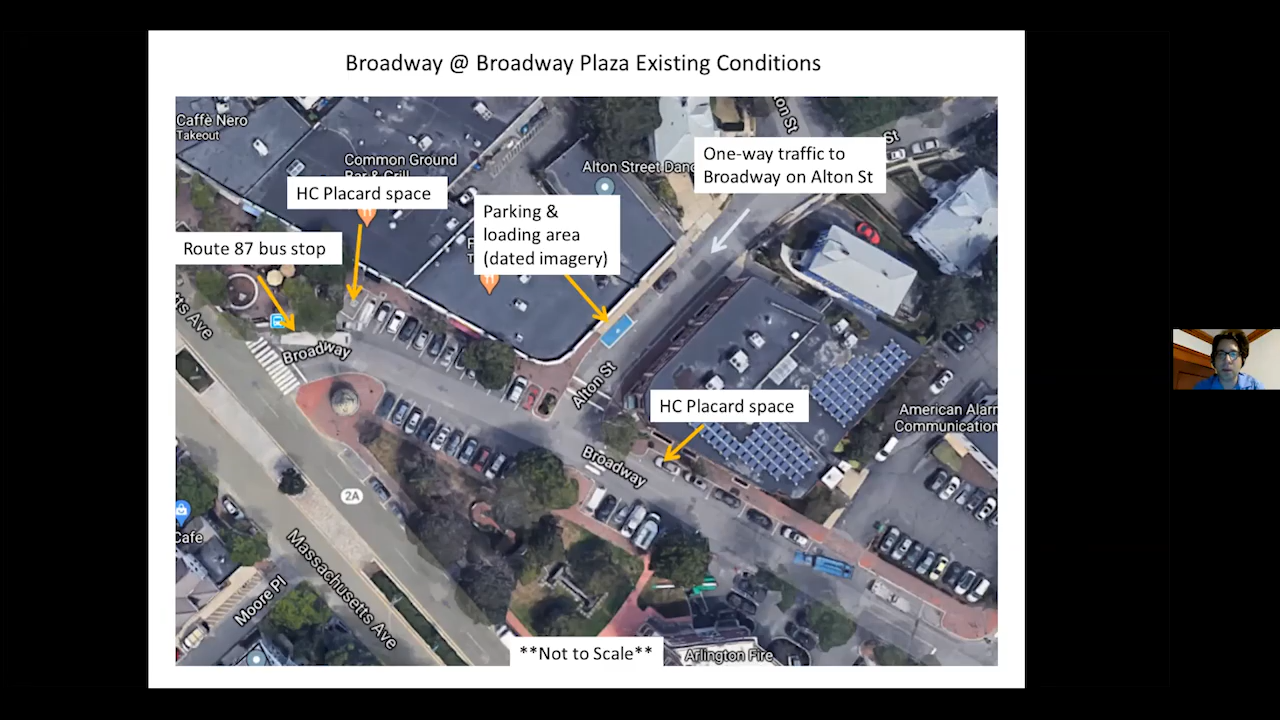 Broadway @ Broadway Plaza Existing Conditions
Caffè Nero
Takeout
Common Ground
Bar & Grill
HC Placard space
Route 87 bus stop
Parking &
loading area
(dated imagery)
Alton Street Danc
One-way traffic to
Broadway on Alton St
St
Broadway
Alton St
HC Placard space
American Alarm
Communication
Broadway
2A
Cafe
Massachusetts Ave
Moore Pl
**Not to Scale**
Arlington Fire